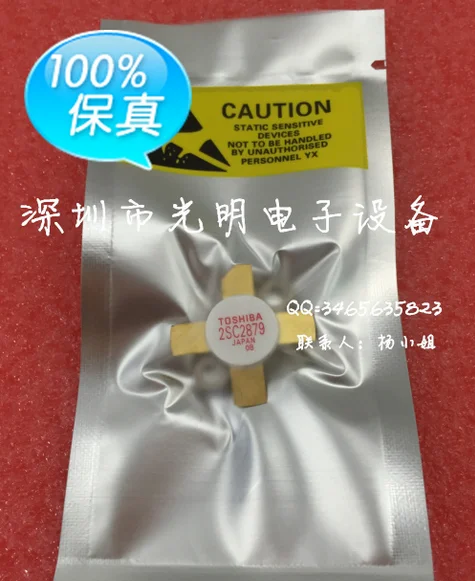 100%
保真
CAUTION
STATIC SENSITIVE
DEVICES
NOT TO BE HANDLED
BY UNAUTHORISED
PERSONNEL YX
深圳市光明电子设备
QQ:3465635823
联系人：杨小姐
TOSHIBA
2SC2879
JAPAN
0B